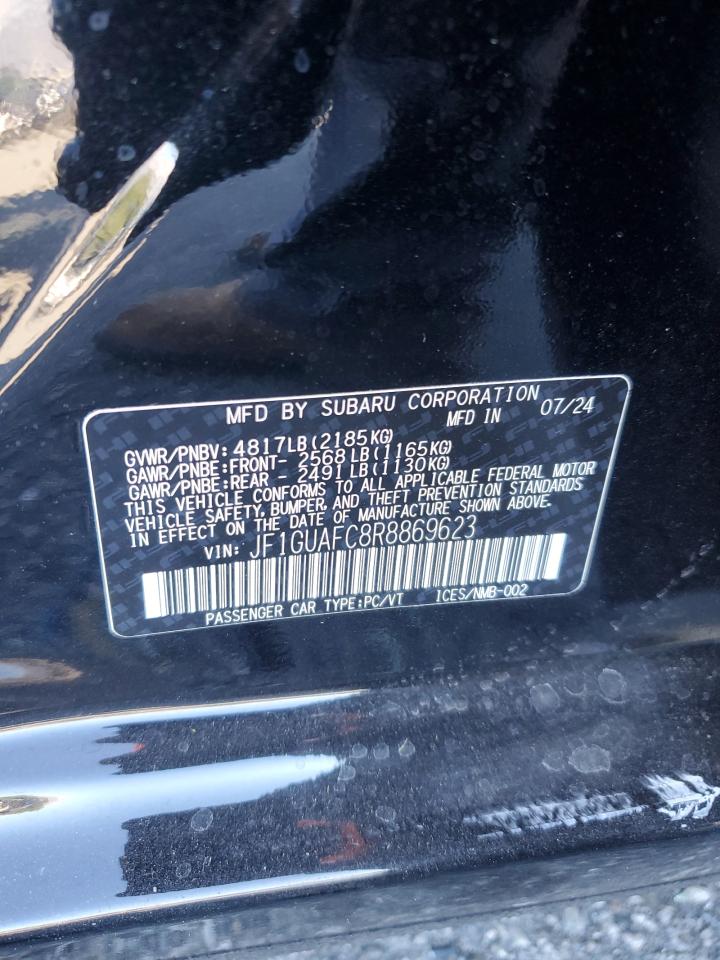 MFD BY SUBARU CORPORATION
MFD IN 07/24
GVWR/PNBV: 4817LB(2185KG)
GAWR/PNBE:FRONT- 2568LB(1165KG)
GAWR/PNBE:REAR - 2491LB(1130KG)
THIS VEHICLE CONFORMS TO ALL APPLICABLE FEDERAL MOTOR
VEHICLE SAFETY, BUMPER, AND THEFT PREVENTION STANDARDS
IN EFFECT ON THE DATE OF MANUFACTURE SHOWN ABOVE.
VIN: JF1GUAFC8R8869623
PASSENGER CAR TYPE:PC/VT ICES/NMB-002